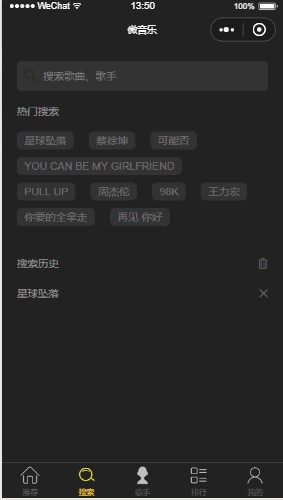 WeChat 13:50 100%
微音乐
搜索歌曲、歌手
热门搜索
星球坠落 蔡徐坤 可能否
YOU CAN BE MY GIRLFRIEND
PULL UP 周杰伦 98K 王力宏
你要的全拿走 再见 你好
搜索历史
星球坠落
推荐 搜索 歌手 排行 我的